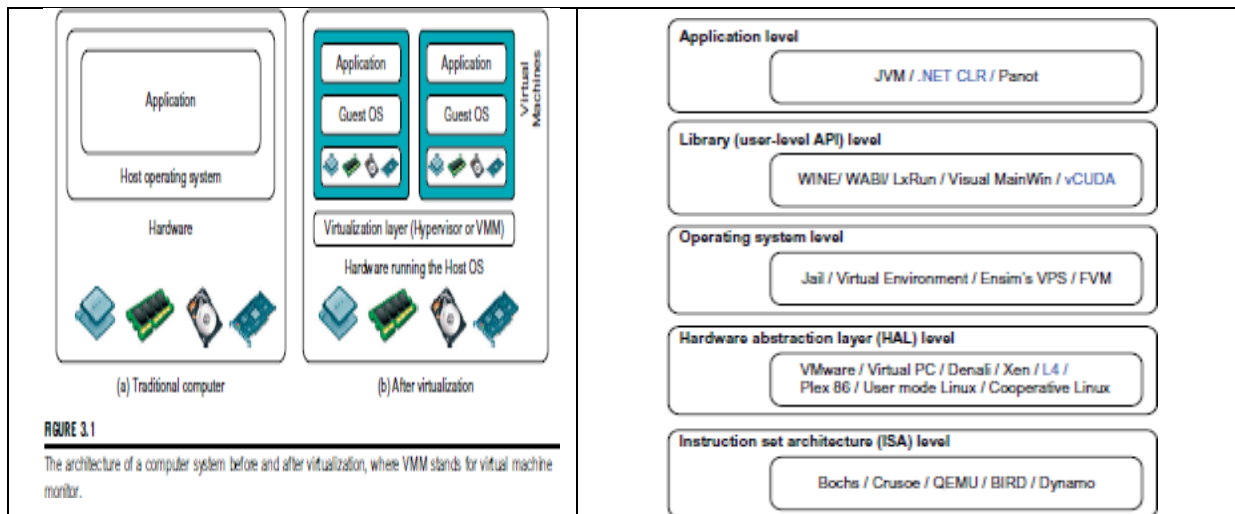 Application
Host operating system
Hardware
(a) Traditional computer
Application
Guest OS
Application
Guest OS
Virtual
Machines
Virtualization layer (Hypervisor or VMM)
Hardware running the Host OS
(b) After virtualization
FIGURE 3.1
The architecture of a computer system before and after virtualization, where VMM stands for virtual machine
monitor.
Application level
JVM / .NET CLR / Panot
Library (user-level API) level
WINE/ WABI/ LxRun / Visual MainWin / vCUDA
Operating system level
Jail / Virtual Environment / Ensim's VPS / FVM
Hardware abstraction layer (HAL) level
VMware / Virtual PC / Denali / Xen / L4 /
Plex 86 / User mode Linux / Cooperative Linux
Instruction set architecture (ISA) level
Bochs / Crusoe / QEMU / BIRD / Dynamo